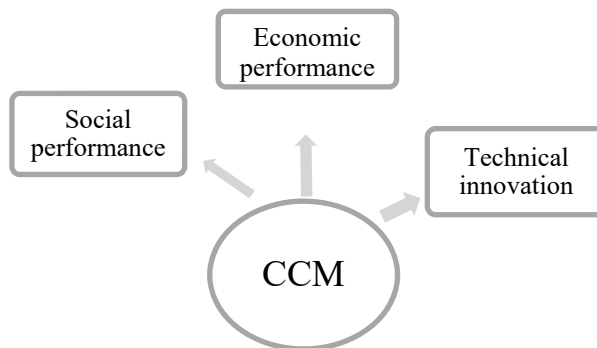 Economic
performance
Social
performance
Technical
innovation
CCM